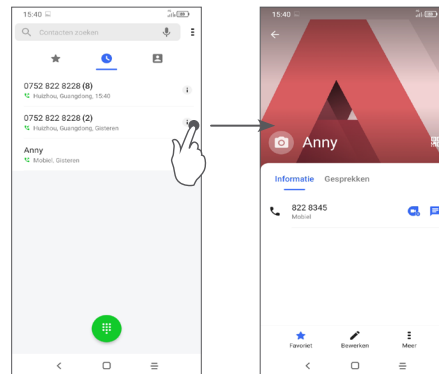 15:40
Contacten zoeken
0752 822 8228 (8)
Huizhou, Guangdong, 15:40
0752 822 8228 (2)
Huizhou, Guangdong, Gisteren
Anny
Mobiel, Gisteren
15:40
Anny
Informatie Gesprekken
822 8345
Mobiel
Favoriet Bewerken Meer